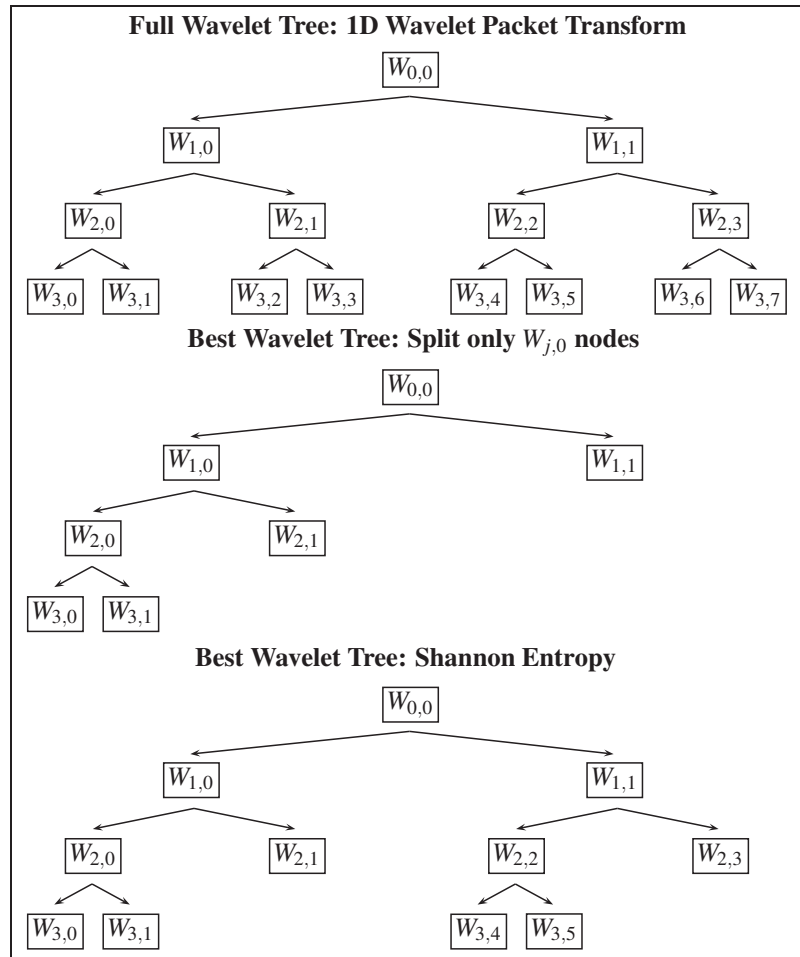 Full Wavelet Tree: 1D Wavelet Packet Transform
W0,0
W1,0 W1,1
W2,0 W2,1 W2,2 W2,3
W3,0 W3,1 W3,2 W3,3 W3,4 W3,5 W3,6 W3,7
Best Wavelet Tree: Split only Wj,0 nodes
W0,0
W1,0 W1,1
W2,0 W2,1
W3,0 W3,1
Best Wavelet Tree: Shannon Entropy
W0,0
W1,0 W1,1
W2,0 W2,1 W2,2 W2,3
W3,0 W3,1 W3,4 W3,5